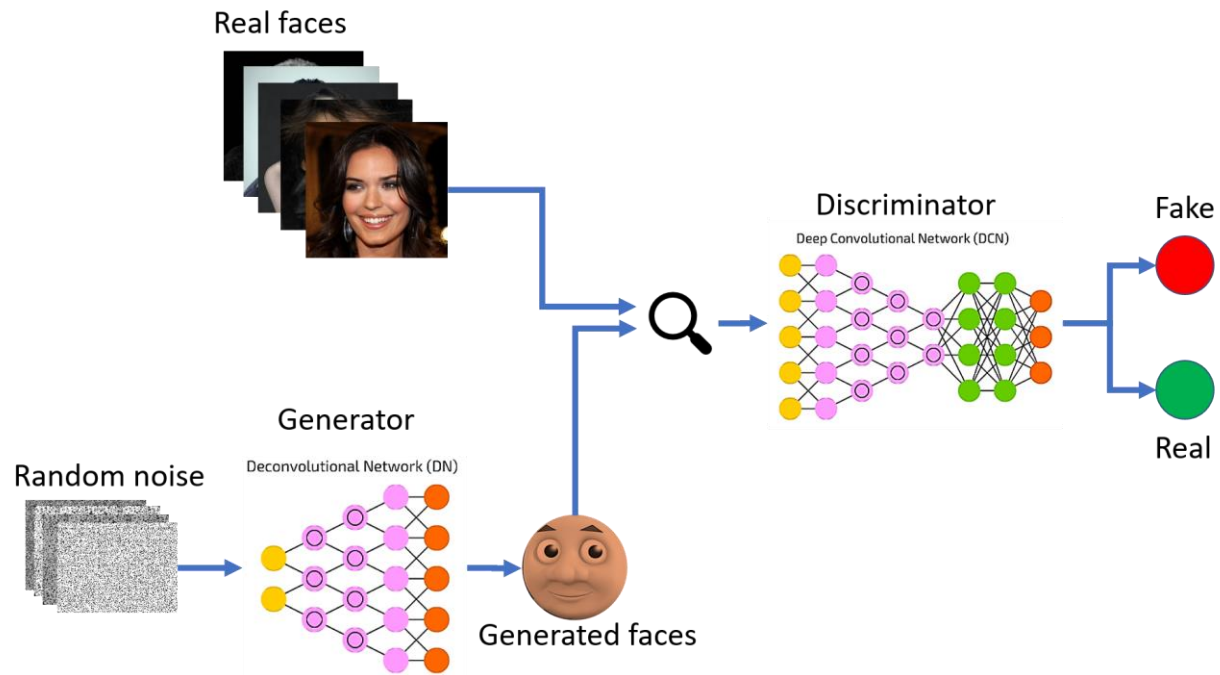 Real faces
Discriminator
Deep Convolutional Network (DCN)
Fake
Real
Generator
Deconvolutional Network (DN)
Random noise
Generated faces